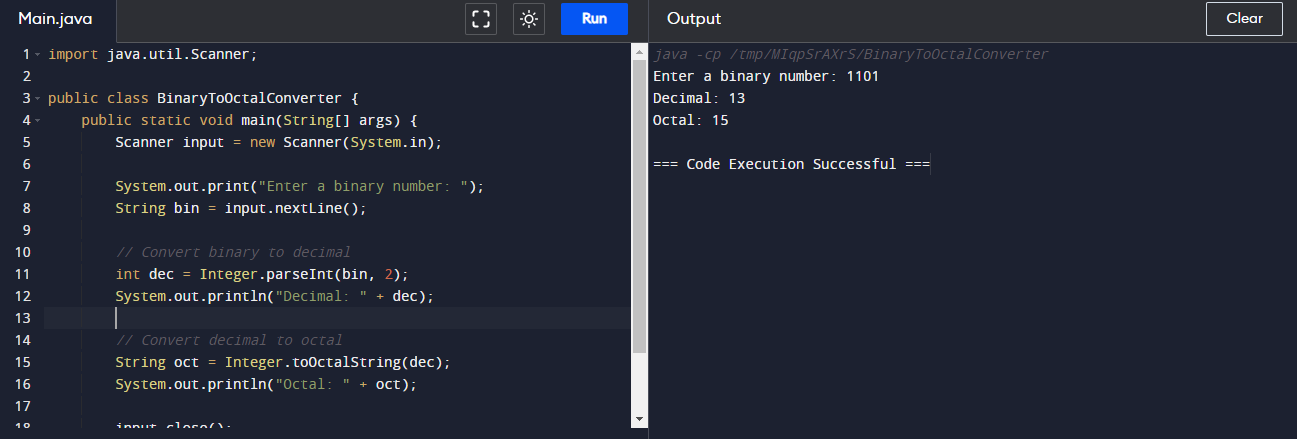 Main.java
Run
1 import java.util.Scanner;
2
3 public class BinaryToOctalConverter {
4 public static void main(String[] args) {
5 Scanner input = new Scanner(System.in);
6
7 System.out.print("Enter a binary number: ");
8 String bin = input.nextLine();
9
10 // Convert binary to decimal
11 int dec = Integer.parseInt(bin, 2);
12 System.out.println("Decimal: " + dec);
13
14 // Convert decimal to octal
15 String oct = Integer.toOctalString(dec);
16 System.out.println("Octal: " + oct);
17
18 input.close();
Output
Clear
java -cp /tmp/MIqpSrAXrS/BinaryToOctalConverter
Enter a binary number: 1101
Decimal: 13
Octal: 15
=== Code Execution Successful ===